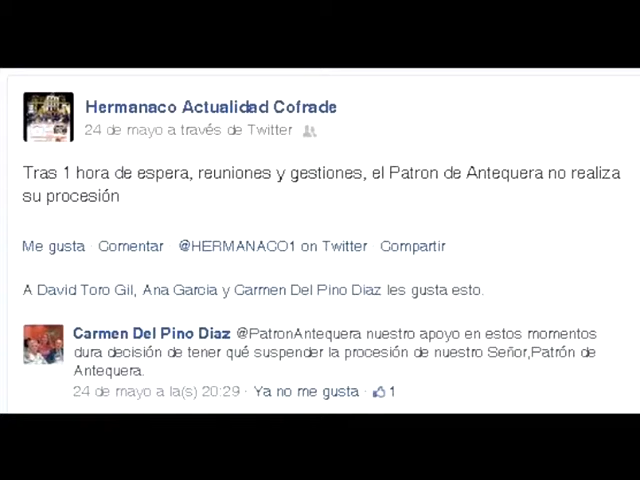 Hermanaco Actualidad Cofrade
24 de mayo a través de Twitter
Tras 1 hora de espera, reuniones y gestiones, el Patron de Antequera no realiza
su procesión
Me gusta · Comentar · @HERMANACO1 on Twitter · Compartir
A David Toro Gil, Ana Garcia y Carmen Del Pino Diaz les gusta esto.
Carmen Del Pino Diaz @PatronAntequera nuestro apoyo en estos momentos
dura decisión de tener qué suspender la procesión de nuestro Señor,Patrón de
Antequera.
24 de mayo a la(s) 20:29 · Ya no me gusta · 1